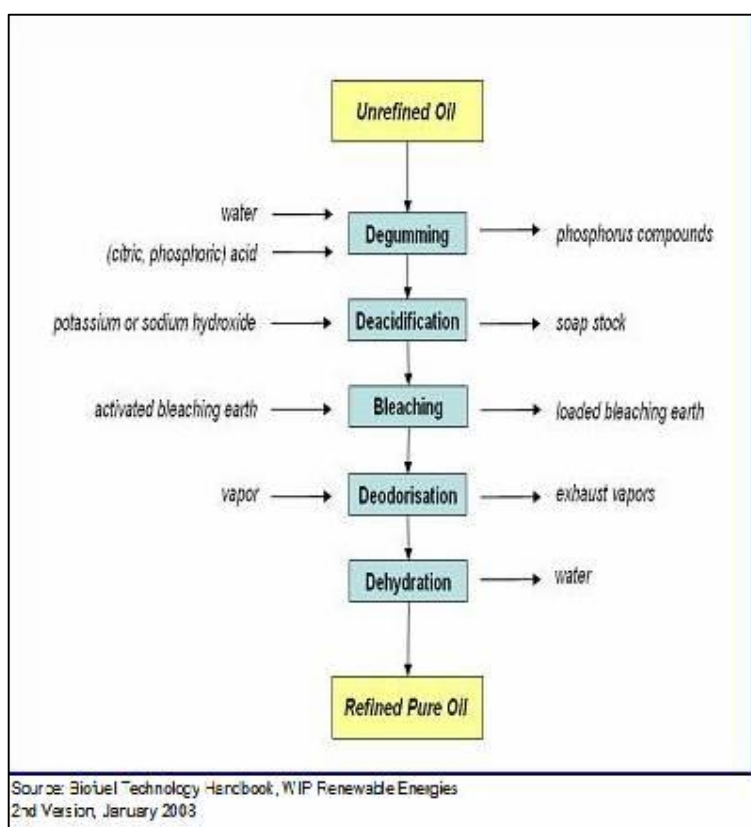 Unrefined Oil
water
(citric, phosphoric) acid
Degumming
phosphorus compounds
potassium or sodium hydroxide
Deacidification
soap stock
activated bleaching earth
Bleaching
loaded bleaching earth
vapor
Deodorisation
exhaust vapors
Dehydration
water
Refined Pure Oil
Source: Biofuel Technology Handbook, WIP Renewable Energies
2nd Version, January 2008